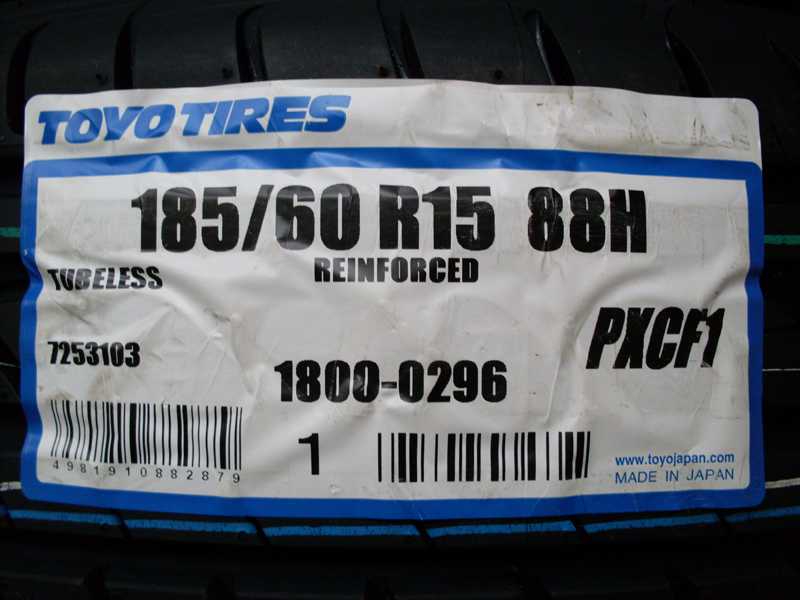 TOYO TIRES
185/60 R15 88H
TUBELESS
REINFORCED
PXCF1
7253103
1800-0296
1
4981910882879
www.toyojapan.com
MADE IN JAPAN